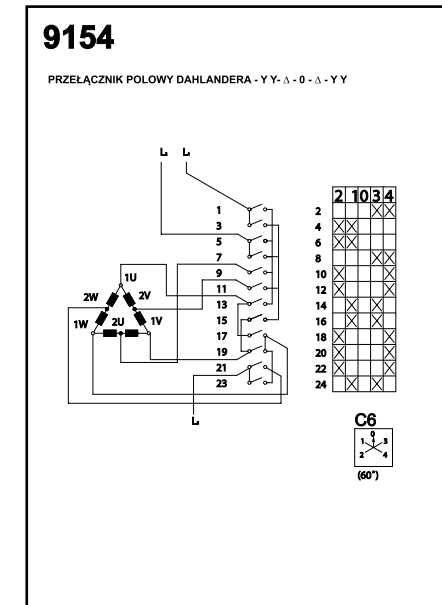 9154
PRZEŁĄCZNIK POLOWY DAHLANDERA - Y Y- Δ - 0 - Δ - Y Y
L L
2 1 0 3 4
1 2
3 4
5 6
7 8
9 10
11 12
13 14
15 16
17 18
19 20
21 22
23 24
1U
2W 2V
1W 2U 1V
L
C6
0
1 3
2 4
(60°)